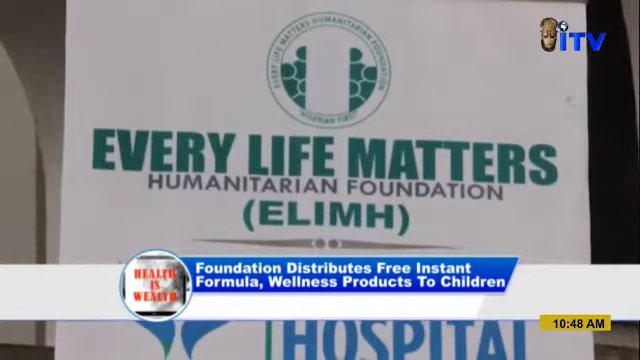 iTV
EVERY LIFE MATTERS HUMANITARIAN FOUNDATION
"NIGERIAN FIRST"
EVERY LIFE MATTERS
HUMANITARIAN FOUNDATION
(ELIMH)
HEALTH
IS
WEALTH
Foundation Distributes Free Instant
Formula, Wellness Products To Children
HOSPITAL
10:48 AM